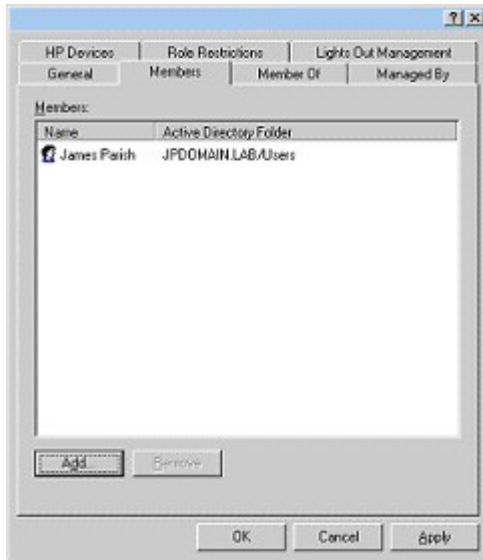 HP Devices Role Restrictions Lights Out Management
General Members Member Of Managed By
Members:
Name Active Directory Folder
James Parish JPDOMAIN.LAB/Users
Add... Remove
OK Cancel Apply